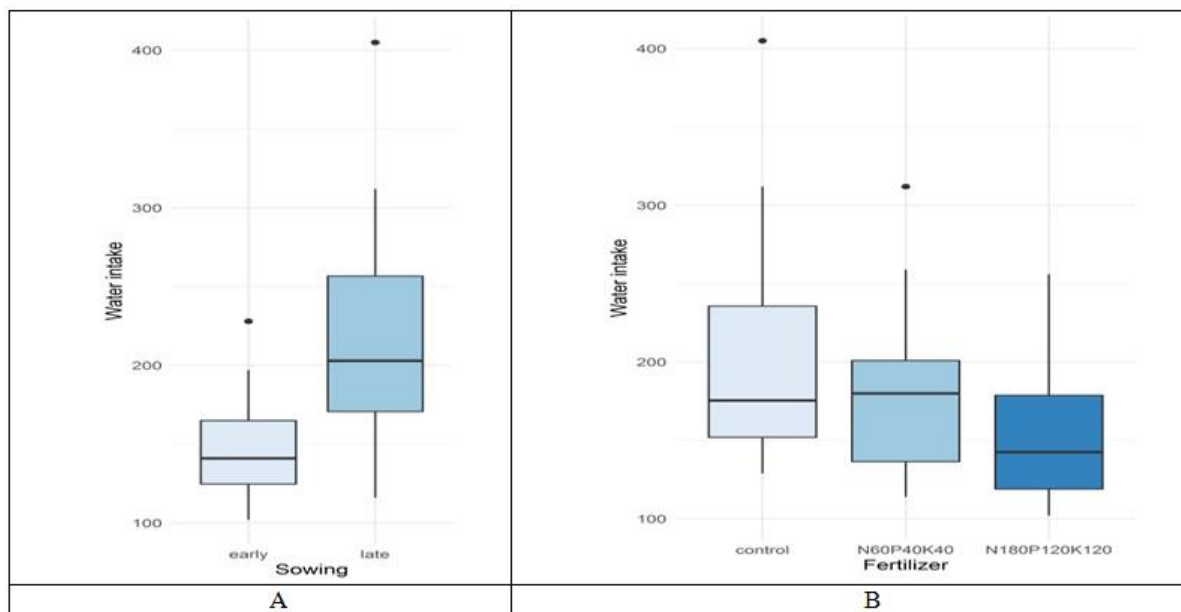 400
300
200
100
Water intake
early late
Sowing
A
400
300
200
100
Water intake
control N60P40K40 N180P120K120
Fertilizer
B